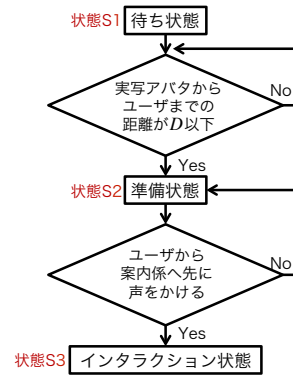 状態S1 待ち状態
実写アバタから
ユーザまでの
距離がD以下
No
Yes
状態S2 準備状態
ユーザから
案内係へ先に
声をかける
No
Yes
状態S3 インタラクション状態